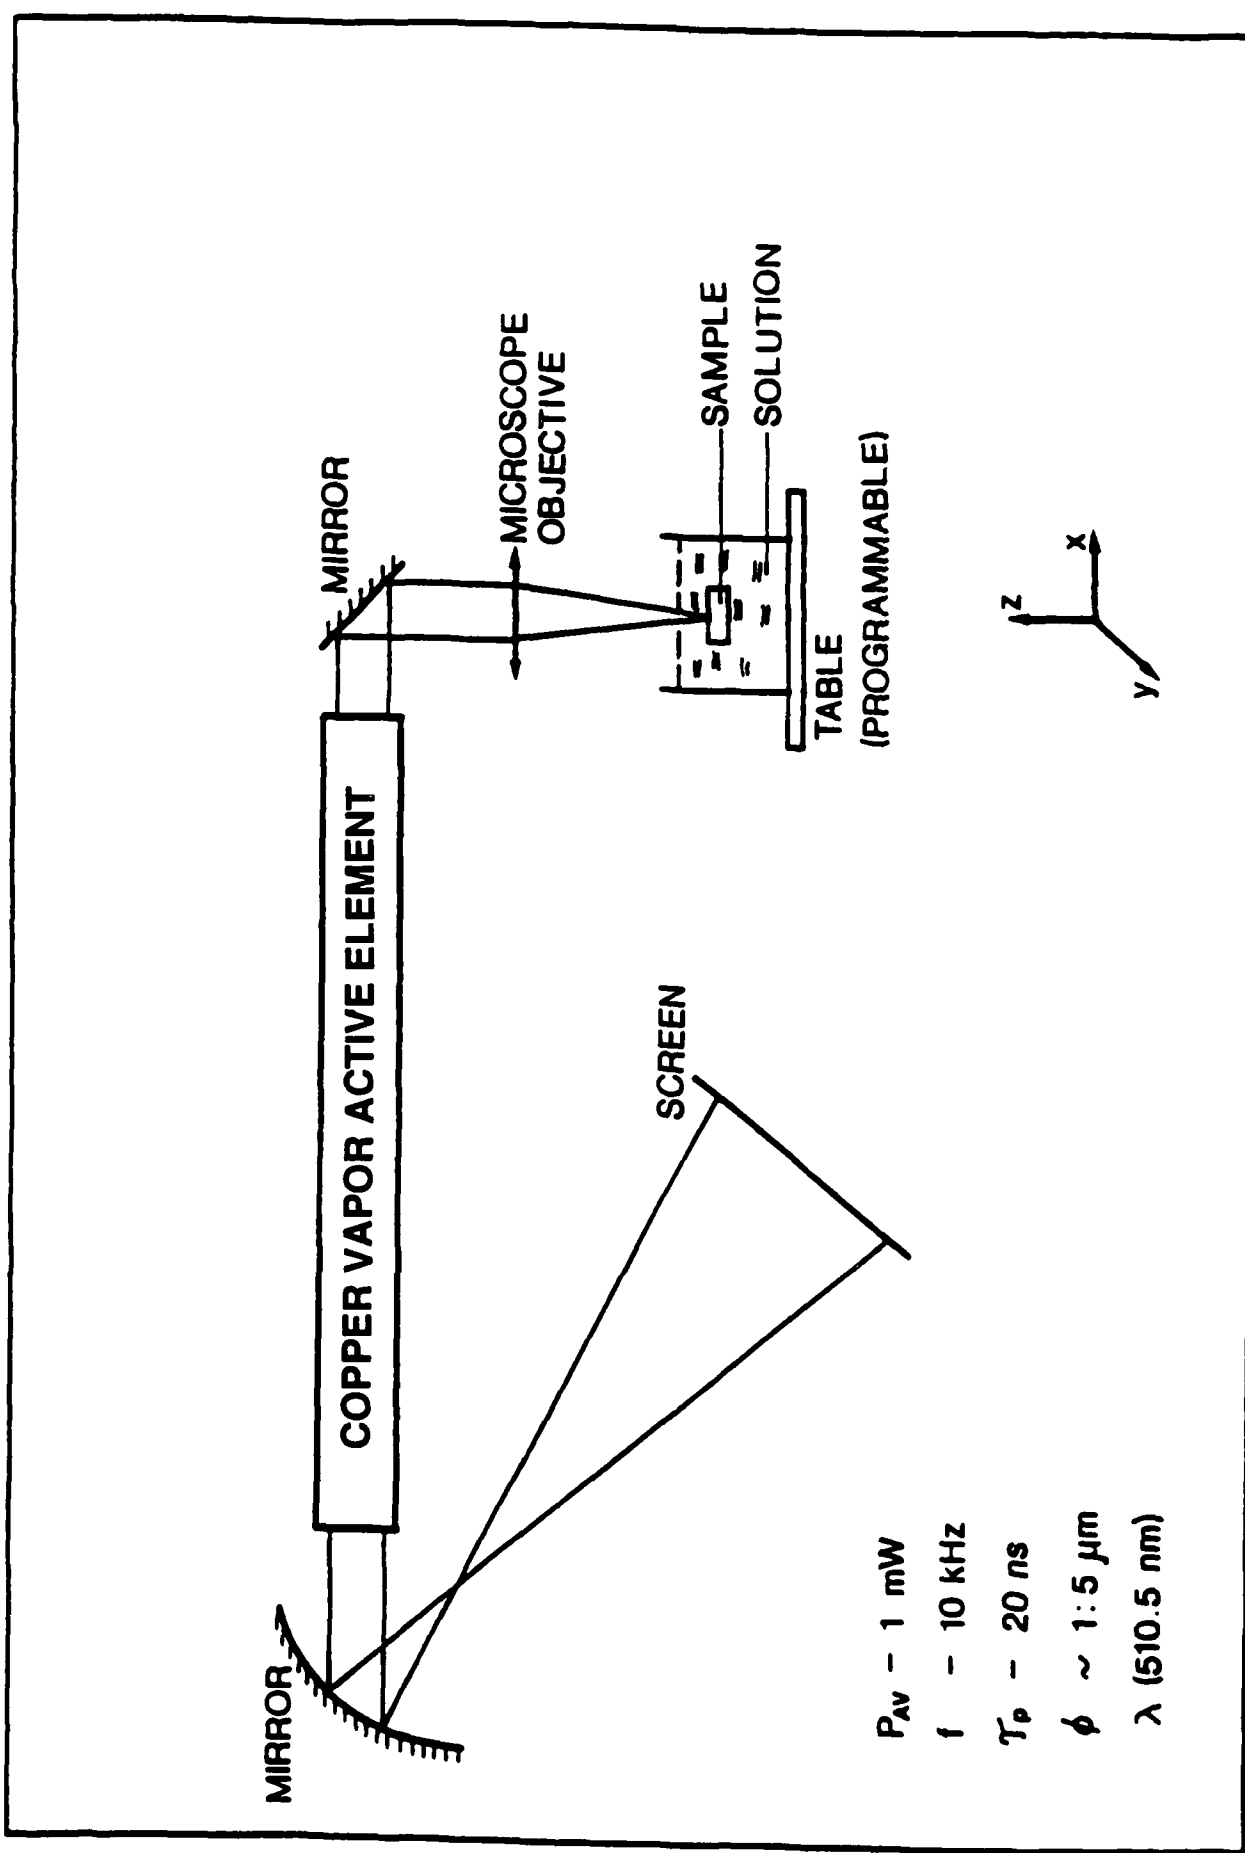 MIRROR
COPPER VAPOR ACTIVE ELEMENT
MIRROR
MICROSCOPE
OBJECTIVE
SCREEN
SAMPLE
SOLUTION
TABLE
(PROGRAMMABLE)
P_AV – 1 mW
f – 10 kHz
τ_p – 20 ns
ϕ ~ 1:5 μm
λ (510.5 nm)
z
x
y